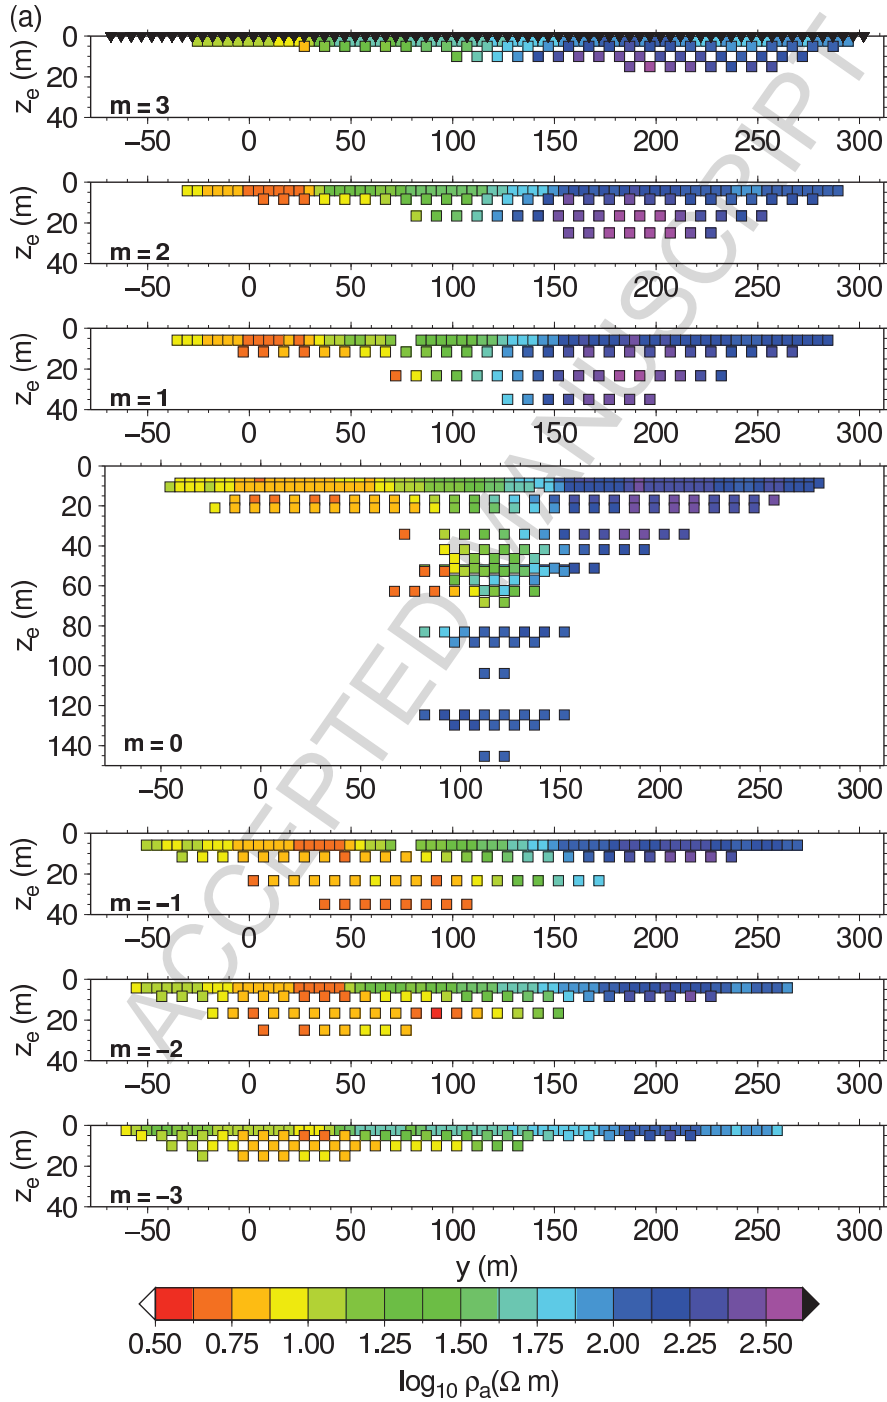 (a)
z_e (m)
0
20
40
m = 3
−50 0 50 100 150 200 250 300
z_e (m)
0
20
40
m = 2
−50 0 50 100 150 200 250 300
z_e (m)
0
20
40
m = 1
−50 0 50 100 150 200 250 300
z_e (m)
0
20
40
60
80
100
120
140
m = 0
−50 0 50 100 150 200 250 300
z_e (m)
0
20
40
m = −1
−50 0 50 100 150 200 250 300
z_e (m)
0
20
40
m = −2
−50 0 50 100 150 200 250 300
z_e (m)
0
20
40
m = −3
−50 0 50 100 150 200 250 300
y (m)
0.50 0.75 1.00 1.25 1.50 1.75 2.00 2.25 2.50
log₁₀ ρₐ(Ω m)
ACCEPTED MANUSCRIPT